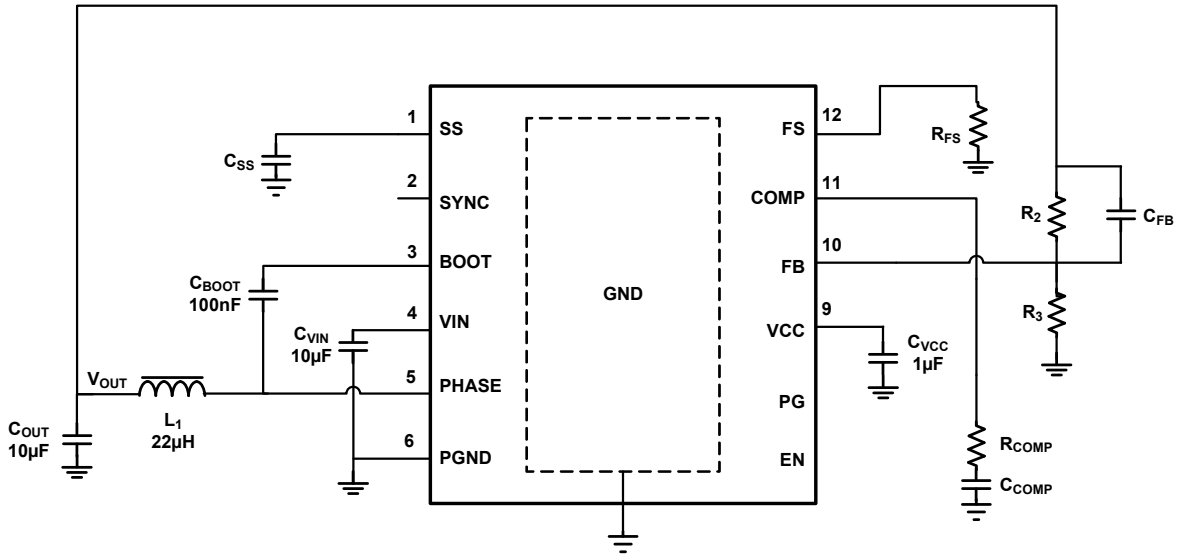 1
SS
C_SS
2
SYNC
3
BOOT
C_BOOT
100nF
4
VIN
C_VIN
10µF
5
PHASE
V_OUT
L_1
22µH
C_OUT
10µF
6
PGND
GND
12
FS
R_FS
11
COMP
R_2
C_FB
10
FB
R_3
9
VCC
C_VCC
1µF
PG
EN
R_COMP
C_COMP